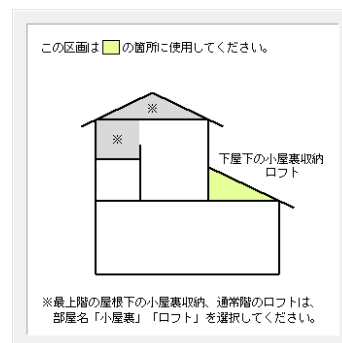 この区画は の箇所に使用してください。
※
※
下屋下の小屋裏収納
ロフト
※最上階の屋根下の小屋裏収納、通常階のロフトは、
部屋名「小屋裏」「ロフト」を選択してください。